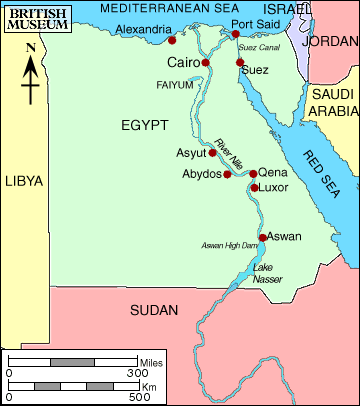 BRITISH
MUSEUM
MEDITERRANEAN SEA
ISRAEL
Port Said
Alexandria
JORDAN
Suez Canal
N
Cairo
Suez
FAIYUM
SAUDI
ARABIA
EGYPT
River Nile
Asyut
RED SEA
Abydos
Qena
LIBYA
Luxor
Aswan
Aswan High Dam
Lake
Nasser
SUDAN
Miles
0
300
Km
0
500